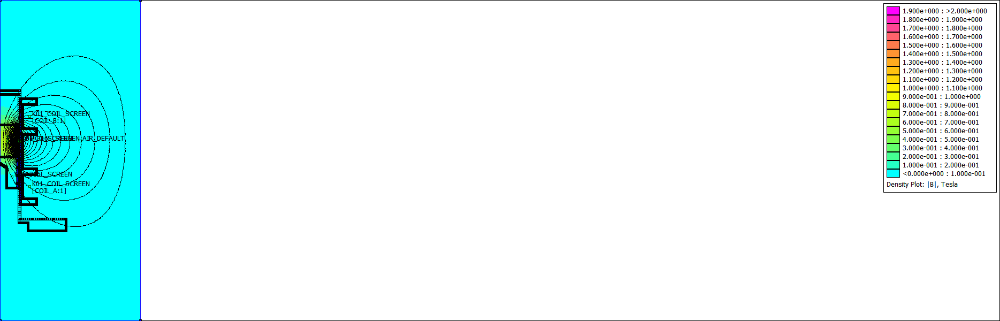 K01_COIL_SCREEN
[COIL_B:1]
SCREEN_AIR_DEFAULT
SCREEN
K01_COIL_SCREEN
[COIL_A:1]
1.900e+000 : >2.000e+000
1.800e+000 : 1.900e+000
1.700e+000 : 1.800e+000
1.600e+000 : 1.700e+000
1.500e+000 : 1.600e+000
1.400e+000 : 1.500e+000
1.300e+000 : 1.400e+000
1.200e+000 : 1.300e+000
1.100e+000 : 1.200e+000
1.000e+000 : 1.100e+000
9.000e-001 : 1.000e+000
8.000e-001 : 9.000e-001
7.000e-001 : 8.000e-001
6.000e-001 : 7.000e-001
5.000e-001 : 6.000e-001
4.000e-001 : 5.000e-001
3.000e-001 : 4.000e-001
2.000e-001 : 3.000e-001
1.000e-001 : 2.000e-001
<0.000e+000 : 1.000e-001
Density Plot: |B|, Tesla